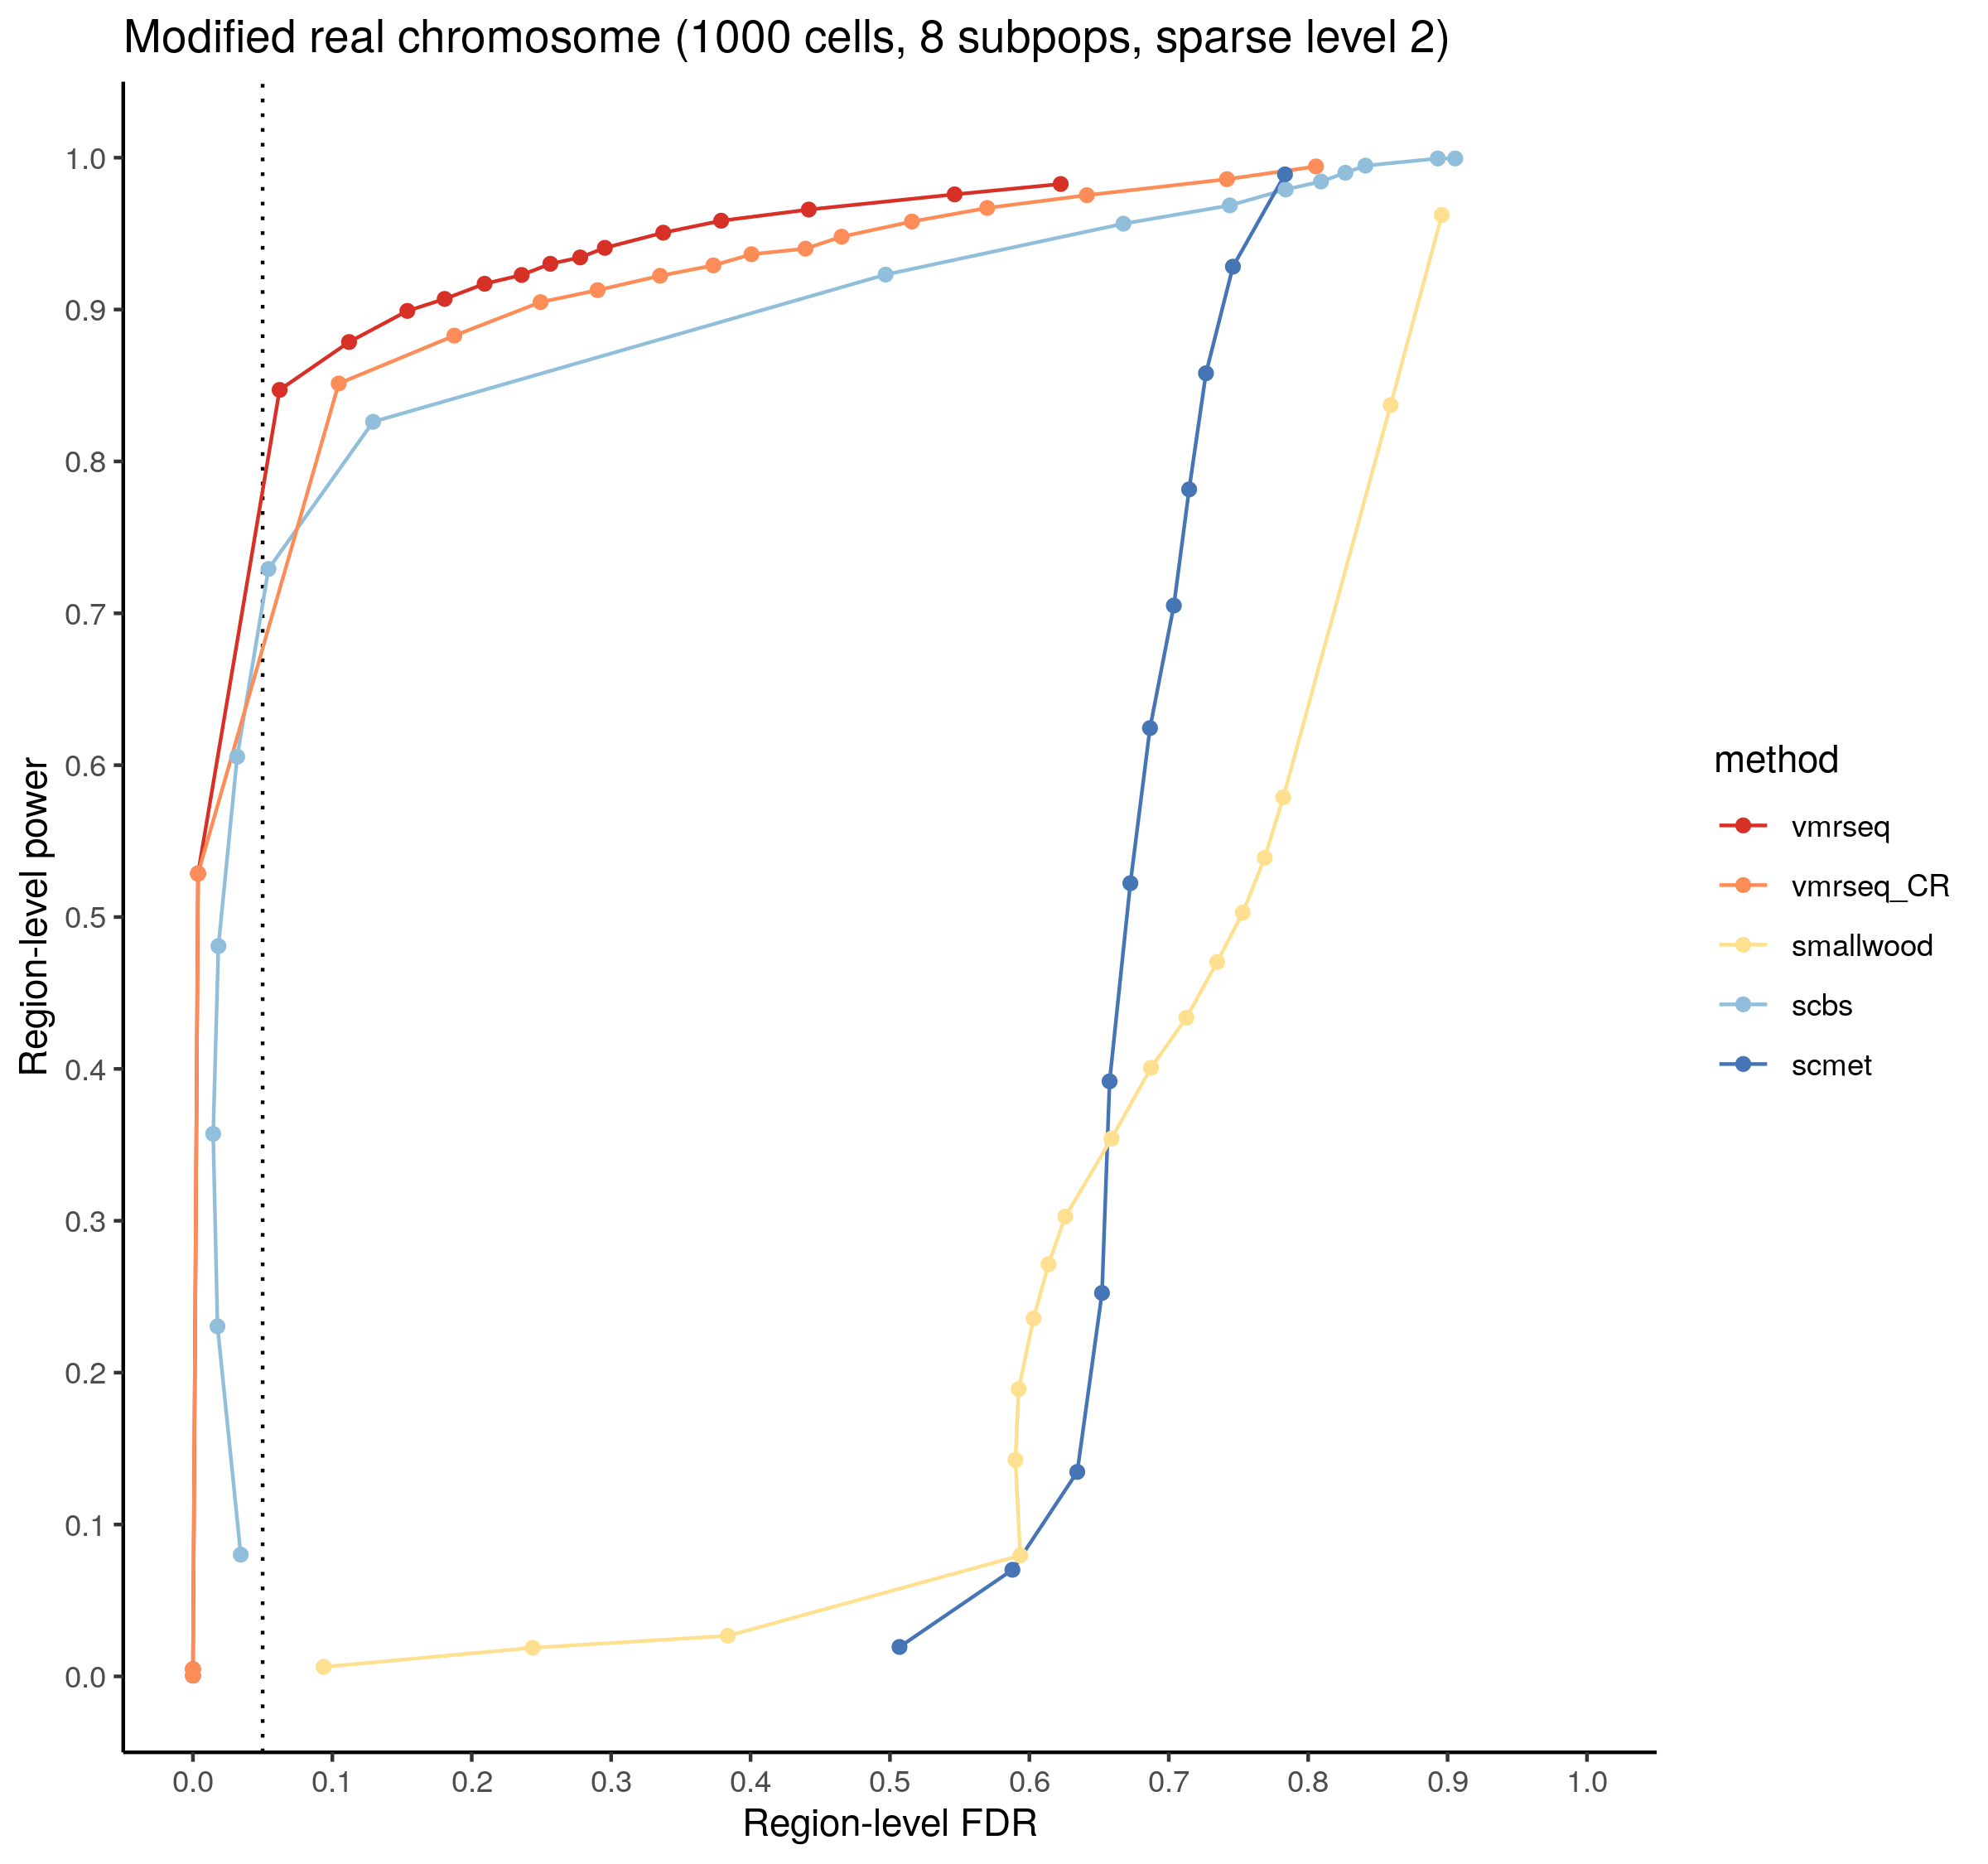 Modified real chromosome (1000 cells, 8 subpops, sparse level 2)
Region-level power
1.0
0.9
0.8
0.7
0.6
0.5
0.4
0.3
0.2
0.1
0.0
0.0 0.1 0.2 0.3 0.4 0.5 0.6 0.7 0.8 0.9 1.0
Region-level FDR
method
vmrseq
vmrseq_CR
smallwood
scbs
scmet